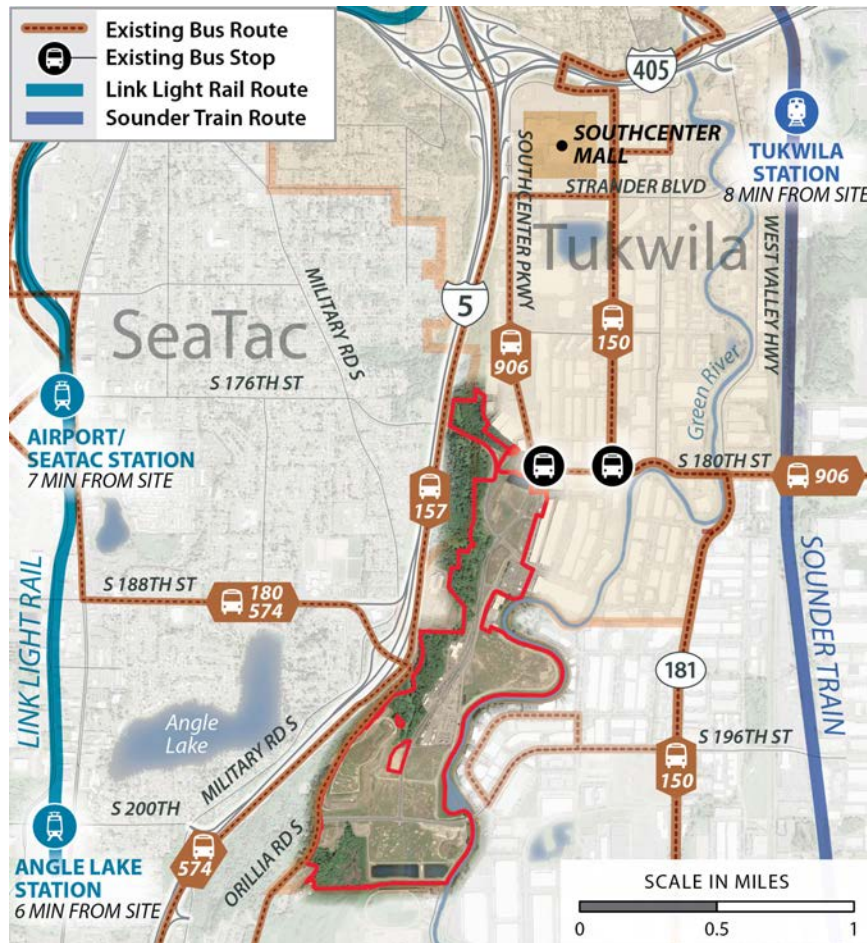 Existing Bus Route
Existing Bus Stop
Link Light Rail Route
Sounder Train Route
405
SOUTHCENTER
MALL
TUKWILA
STATION
8 MIN FROM SITE
SOUTHCENTER PKWY
STRANDER BLVD
Tukwila
WEST VALLEY HWY
MILITARY RD S
5
SeaTac
906
150
Green River
S 176TH ST
AIRPORT/
SEATAC STATION
7 MIN FROM SITE
157
S 180TH ST
906
S 188TH ST
180
574
LINK LIGHT RAIL
SOUNDER TRAIN
181
Angle
Lake
MILITARY RD S
S 196TH ST
150
S 200TH
ORILLIA RD S
574
ANGLE LAKE
STATION
6 MIN FROM SITE
SCALE IN MILES
0 0.5 1